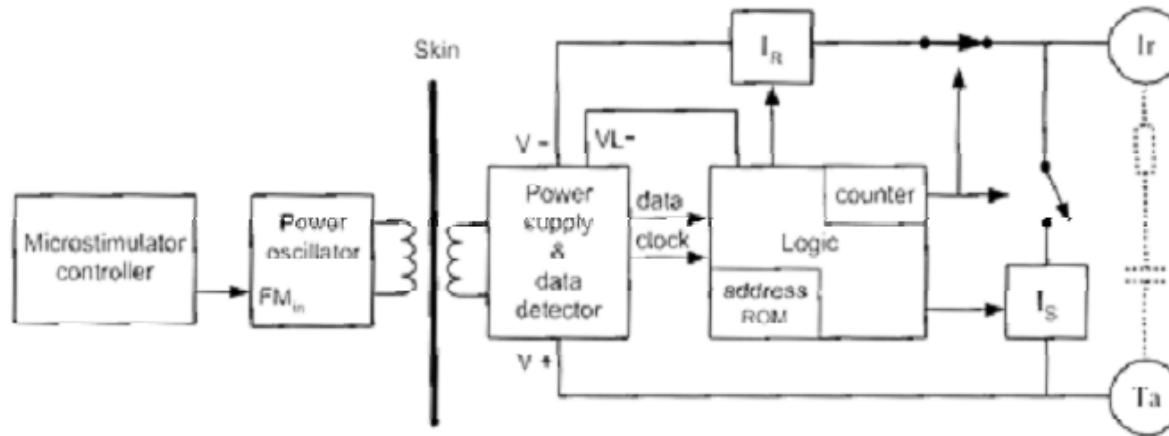 Skin
I_R
Ir
V -
VL-
Microstimulator
controller
Power
oscillator
FM_in
Power
supply
&
data
detector
data
clock
counter
Logic
address
ROM
I_S
V +
Ta